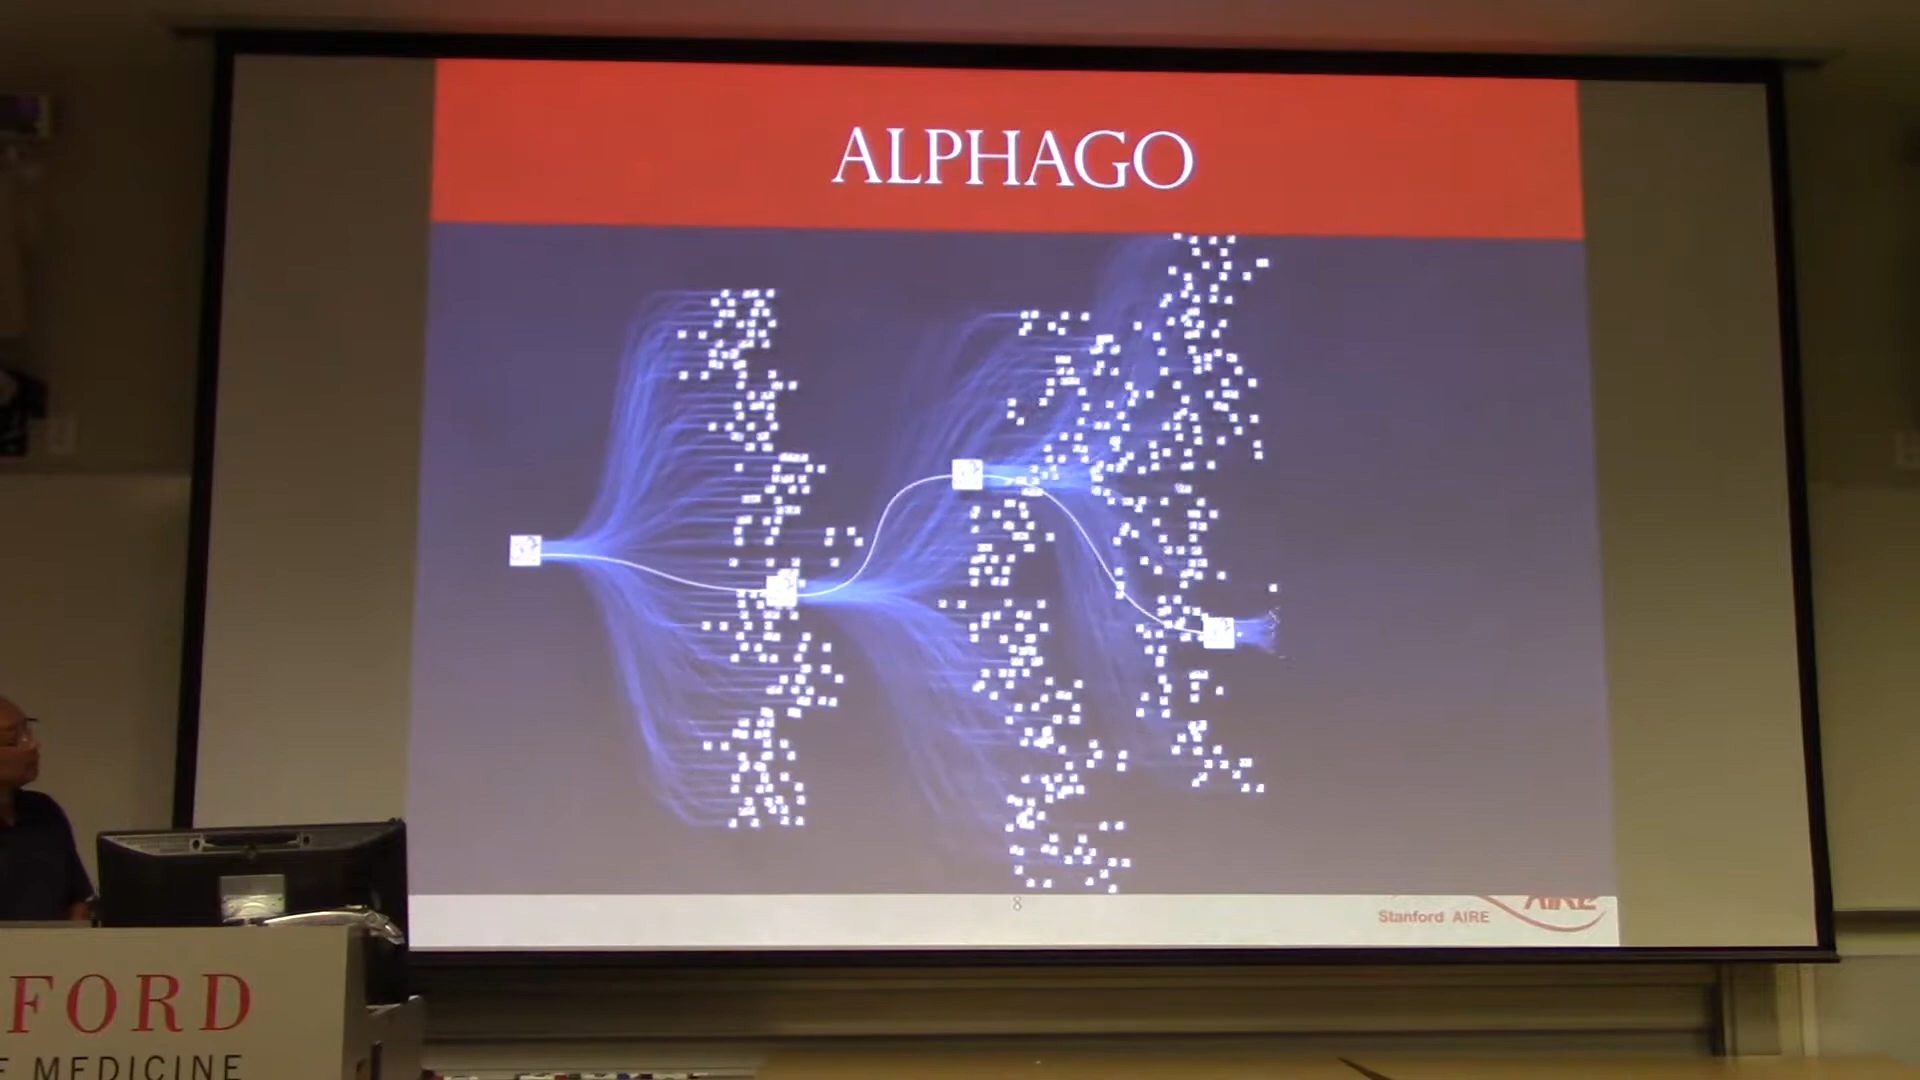 ALPHAGO
8
Stanford AIRE
AIRE
FORD
MEDICINE